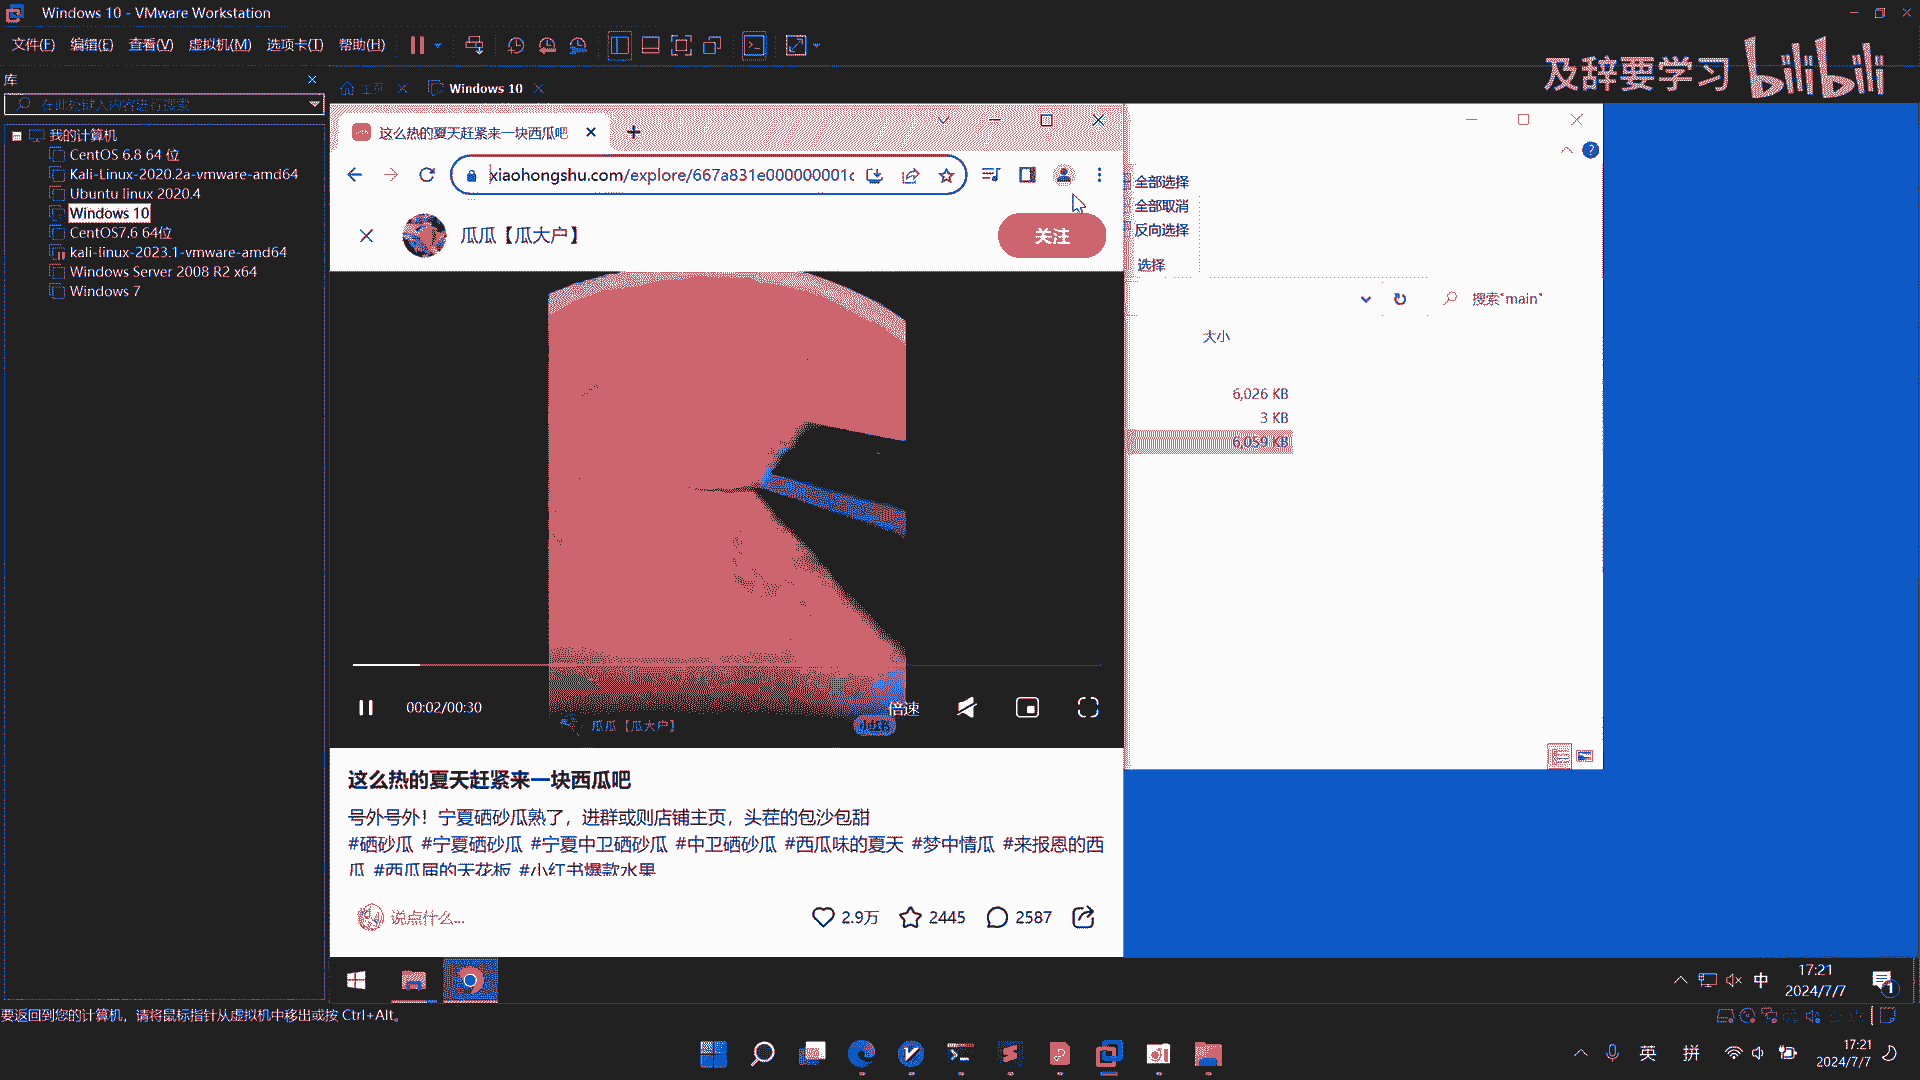 Windows 10 - VMware Workstation
文件(F) 编辑(E) 查看(V) 虚拟机(M) 选项卡(T) 帮助(H)
及辞要学习 bilibili
库
在此处键入内容进行搜索
主页
Windows 10
我的计算机
CentOS 6.8 64 位
Kali-Linux-2020.2a-vmware-amd64
Ubuntu linux 2020.4
Windows 10
CentOS7.6 64位
kali-linux-2023.1-vmware-amd64
Windows Server 2008 R2 x64
Windows 7
这么热的夏天赶紧来一块西瓜吧
xiaohongshu.com/explore/667a831e000000001c
瓜瓜【瓜大户】
关注
全部选择
全部取消
反向选择
选择
搜索"main"
大小
6,026 KB
3 KB
6,059 KB
00:02/00:30
倍速
瓜瓜【瓜大户】
小红书
这么热的夏天赶紧来一块西瓜吧
号外号外！宁夏硒砂瓜熟了，进群或则店铺主页，头茬的包沙包甜
#硒砂瓜 #宁夏硒砂瓜 #宁夏中卫硒砂瓜 #中卫硒砂瓜 #西瓜味的夏天 #梦中情瓜 #来报恩的西
瓜 #西瓜届的天花板 #小红书爆款水果
说点什么...
2.9万 2445 2587
中
17:21
2024/7/7
1
要返回到您的计算机，请将鼠标指针从虚拟机中移出或按 Ctrl+Alt。
英 拼
17:21
2024/7/7